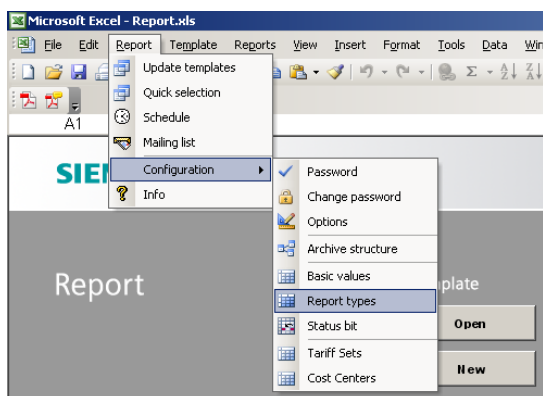 Microsoft Excel - Report.xls
File Edit Report Template Reports View Insert Format Tools Data
Update templates
Quick selection
A1
Schedule
Mailing list
SIE
Configuration
Info
Password
Change password
Options
Archive structure
Basic values
Report types
Status bit
Tariff Sets
Cost Centers
Report
plate
Open
New